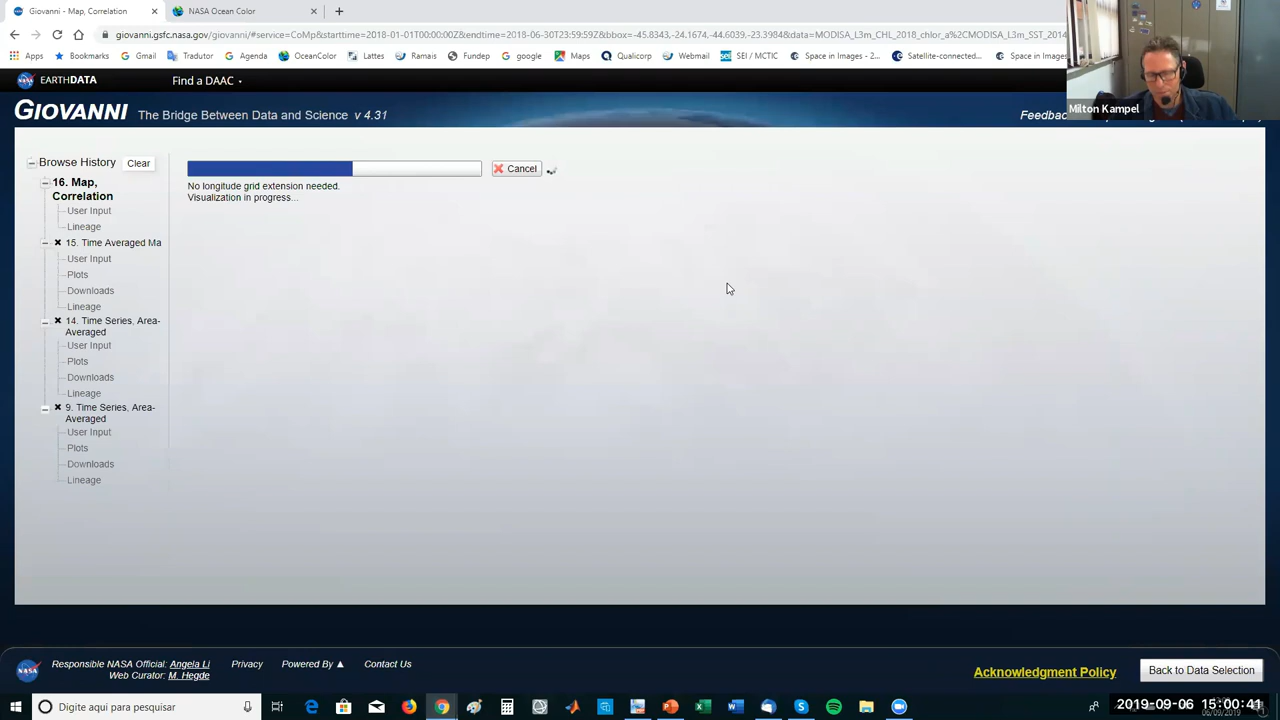 Giovanni - Map, Correlation
NASA Ocean Color
giovanni.gsfc.nasa.gov/giovanni/#service=CoMp&starttime=2018-01-01T00:00:00Z&endtime=2018-06-30T23:59:59Z&bbox=-45.8343,-24.1674,-44.6039,-23.3984&data=MODISA_L3m_CHL_2018_chlor_a%2CMODISA_L3m_SST_2014
Apps Bookmarks Gmail Tradutor Agenda OceanColor Lattes Ramais Fundep google Maps Qualicorp Webmail SEI / MCTIC Space in Images - 2... Satellite-connected... Space in Images
Milton Kampel
EARTHDATA Find a DAAC
GIOVANNI The Bridge Between Data and Science v 4.31 Feedback
Browse History Clear
Cancel
No longitude grid extension needed.
Visualization in progress...
16. Map,
Correlation
User Input
Lineage
15. Time Averaged Ma
User Input
Plots
Downloads
Lineage
14. Time Series, Area-
Averaged
User Input
Plots
Downloads
Lineage
9. Time Series, Area-
Averaged
User Input
Plots
Downloads
Lineage
Responsible NASA Official: Angela Li
Web Curator: M. Hegde
Privacy Powered By ▲ Contact Us
Acknowledgment Policy Back to Data Selection
Digite aqui para pesquisar
2019-09-06 15:00:41
06/09/2019